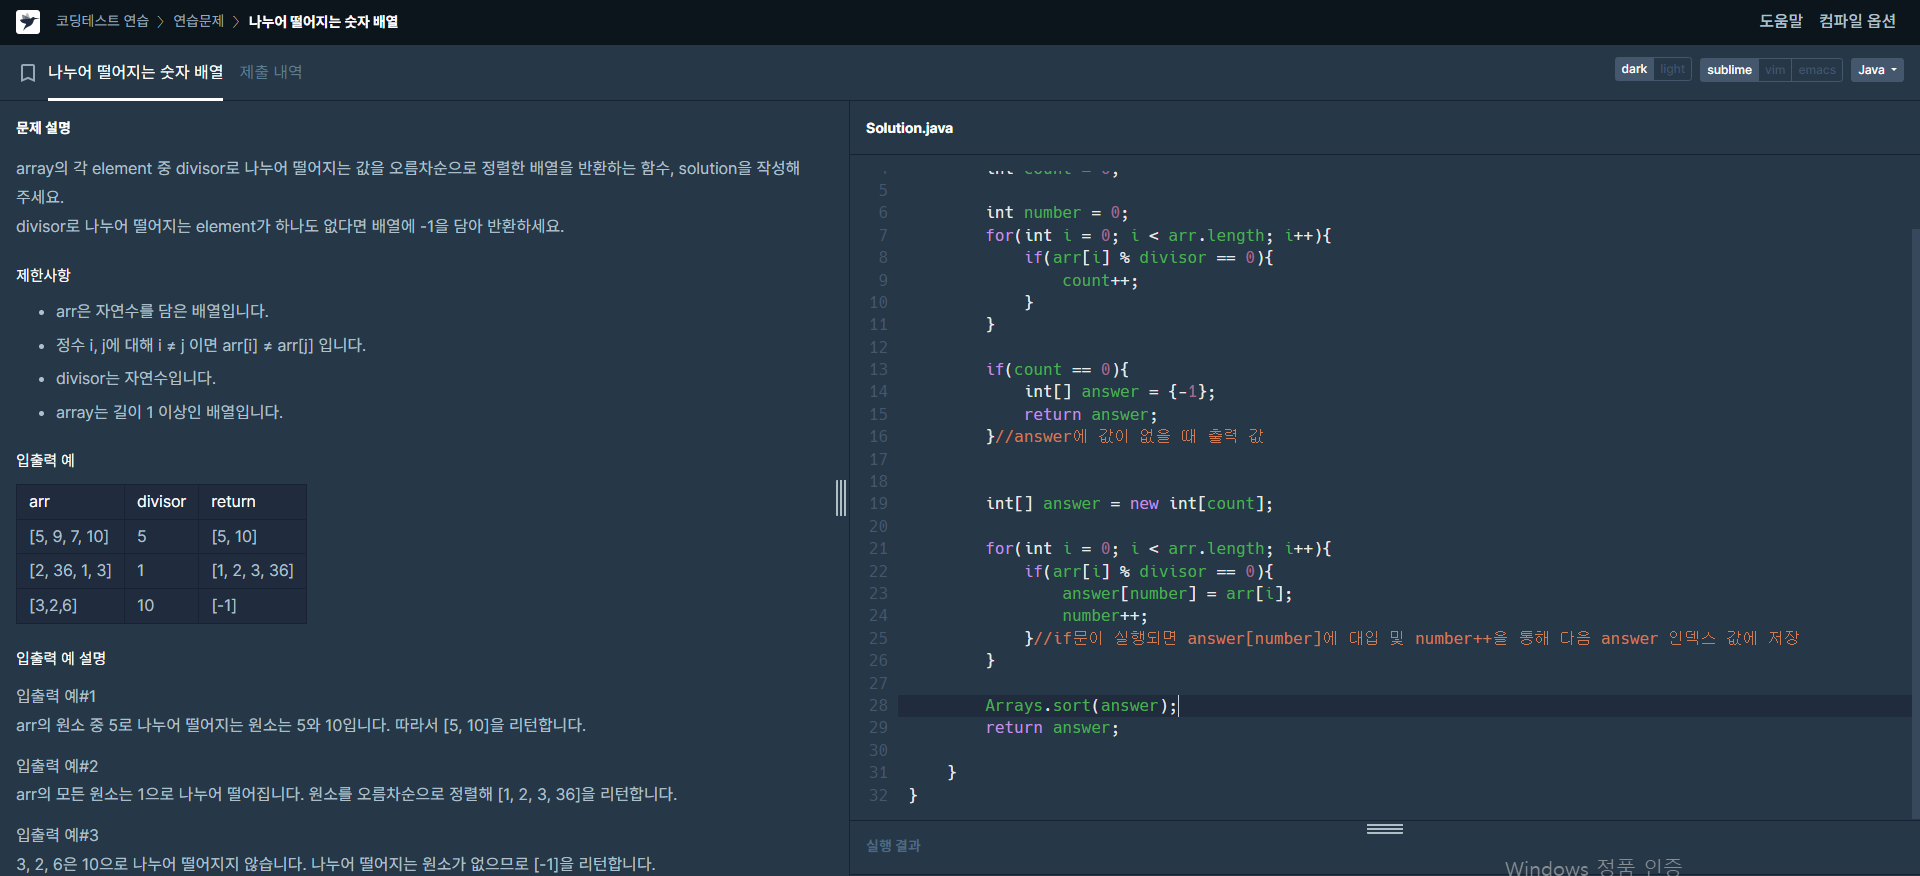 코딩테스트 연습 > 연습문제 > 나누어 떨어지는 숫자 배열
도움말 컴파일 옵션
나누어 떨어지는 숫자 배열 제출 내역
dark light sublime vim emacs Java
문제 설명
array의 각 element 중 divisor로 나누어 떨어지는 값을 오름차순으로 정렬한 배열을 반환하는 함수, solution을 작성해
주세요.
divisor로 나누어 떨어지는 element가 하나도 없다면 배열에 -1을 담아 반환하세요.
제한사항
• arr은 자연수를 담은 배열입니다.
• 정수 i, j에 대해 i ≠ j 이면 arr[i] ≠ arr[j] 입니다.
• divisor는 자연수입니다.
• array는 길이 1 이상인 배열입니다.
입출력 예
arr divisor return
[5, 9, 7, 10] 5 [5, 10]
[2, 36, 1, 3] 1 [1, 2, 3, 36]
[3,2,6] 10 [-1]
입출력 예 설명
입출력 예#1
arr의 원소 중 5로 나누어 떨어지는 원소는 5와 10입니다. 따라서 [5, 10]을 리턴합니다.
입출력 예#2
arr의 모든 원소는 1으로 나누어 떨어집니다. 원소를 오름차순으로 정렬해 [1, 2, 3, 36]을 리턴합니다.
입출력 예#3
3, 2, 6은 10으로 나누어 떨어지지 않습니다. 나누어 떨어지는 원소가 없으므로 [-1]을 리턴합니다.
Solution.java
4 int count = 0;
5
6 int number = 0;
7 for(int i = 0; i < arr.length; i++){
8 if(arr[i] % divisor == 0){
9 count++;
10 }
11 }
12
13 if(count == 0){
14 int[] answer = {-1};
15 return answer;
16 }//answer에 값이 없을 때 출력 값
17
18
19 int[] answer = new int[count];
20
21 for(int i = 0; i < arr.length; i++){
22 if(arr[i] % divisor == 0){
23 answer[number] = arr[i];
24 number++;
25 }//if문이 실행되면 answer[number]에 대입 및 number++을 통해 다음 answer 인덱스 값에 저장
26 }
27
28 Arrays.sort(answer);
29 return answer;
30
31 }
32 }
실행 결과
Windows 정품 인증